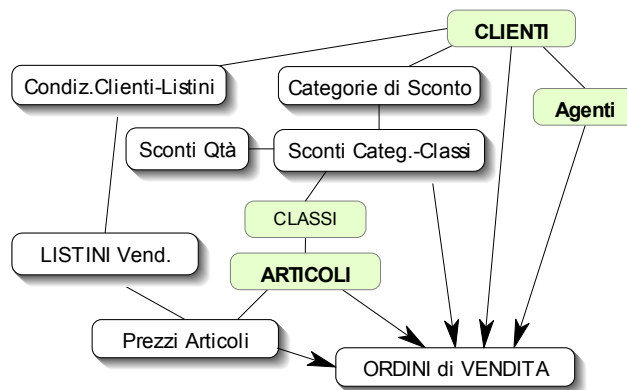 CLIENTI
Condiz.Clienti-Listini
Categorie di Sconto
Agenti
Sconti Qtà
Sconti Categ.-Classi
CLASSI
LISTINI Vend.
ARTICOLI
Prezzi Articoli
ORDINI di VENDITA